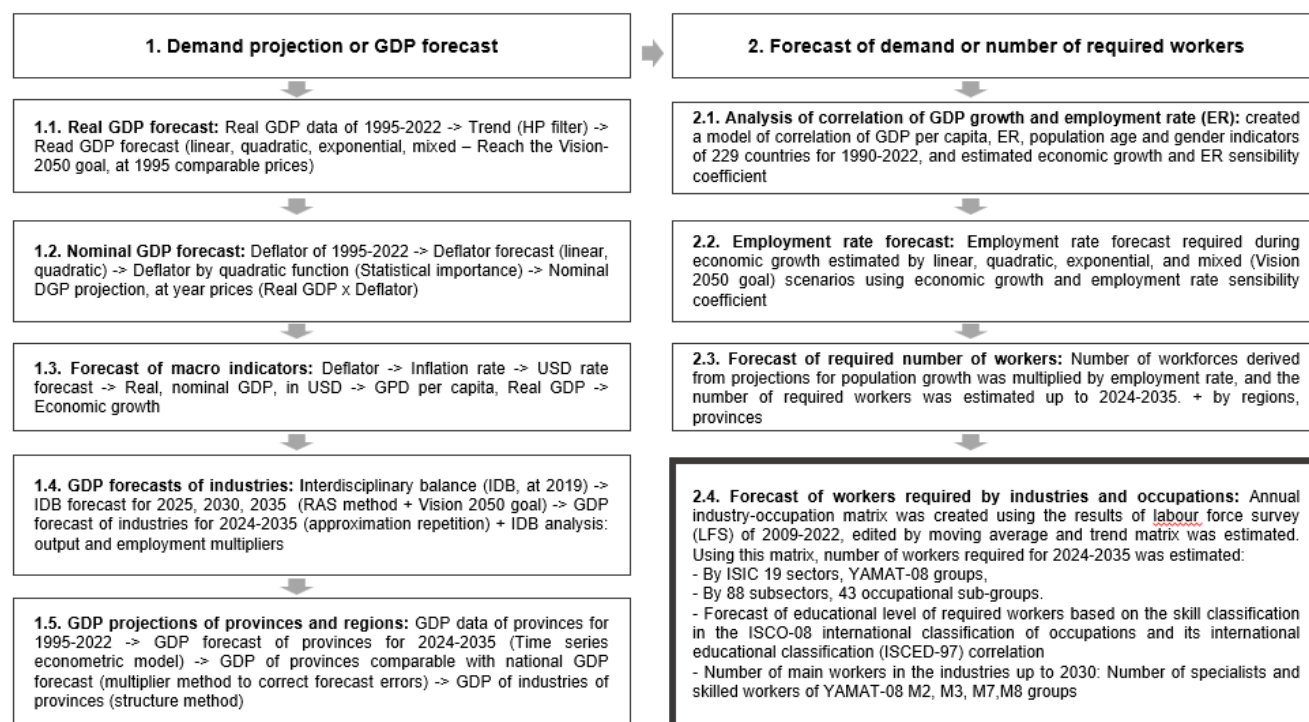 1. Demand projection or GDP forecast
1.1. Real GDP forecast: Real GDP data of 1995-2022 -> Trend (HP filter) ->
Read GDP forecast (linear, quadratic, exponential, mixed – Reach the Vision-
2050 goal, at 1995 comparable prices)
1.2. Nominal GDP forecast: Deflator of 1995-2022 -> Deflator forecast (linear,
quadratic) -> Deflator by quadratic function (Statistical importance) -> Nominal
DGP projection, at year prices (Real GDP x Deflator)
1.3. Forecast of macro indicators: Deflator -> Inflation rate -> USD rate
forecast -> Real, nominal GDP, in USD -> GPD per capita, Real GDP ->
Economic growth
1.4. GDP forecasts of industries: Interdisciplinary balance (IDB, at 2019) ->
IDB forecast for 2025, 2030, 2035 (RAS method + Vision 2050 goal) -> GDP
forecast of industries for 2024-2035 (approximation repetition) + IDB analysis:
output and employment multipliers
1.5. GDP projections of provinces and regions: GDP data of provinces for
1995-2022 -> GDP forecast of provinces for 2024-2035 (Time series
econometric model) -> GDP of provinces comparable with national GDP
forecast (multiplier method to correct forecast errors) -> GDP of industries of
provinces (structure method)
2. Forecast of demand or number of required workers
2.1. Analysis of correlation of GDP growth and employment rate (ER): created
a model of correlation of GDP per capita, ER, population age and gender indicators
of 229 countries for 1990-2022, and estimated economic growth and ER sensibility
coefficient
2.2. Employment rate forecast: Employment rate forecast required during
economic growth estimated by linear, quadratic, exponential, and mixed (Vision
2050 goal) scenarios using economic growth and employment rate sensibility
coefficient
2.3. Forecast of required number of workers: Number of workforces derived
from projections for population growth was multiplied by employment rate, and the
number of required workers was estimated up to 2024-2035. + by regions,
provinces
2.4. Forecast of workers required by industries and occupations: Annual
industry-occupation matrix was created using the results of labour force survey
(LFS) of 2009-2022, edited by moving average and trend matrix was estimated.
Using this matrix, number of workers required for 2024-2035 was estimated:
- By ISIC 19 sectors, YAMAT-08 groups,
- By 88 subsectors, 43 occupational sub-groups.
- Forecast of educational level of required workers based on the skill classification
in the ISCO-08 international classification of occupations and its international
educational classification (ISCED-97) correlation
- Number of main workers in the industries up to 2030: Number of specialists and
skilled workers of YAMAT-08 M2, M3, M7,M8 groups